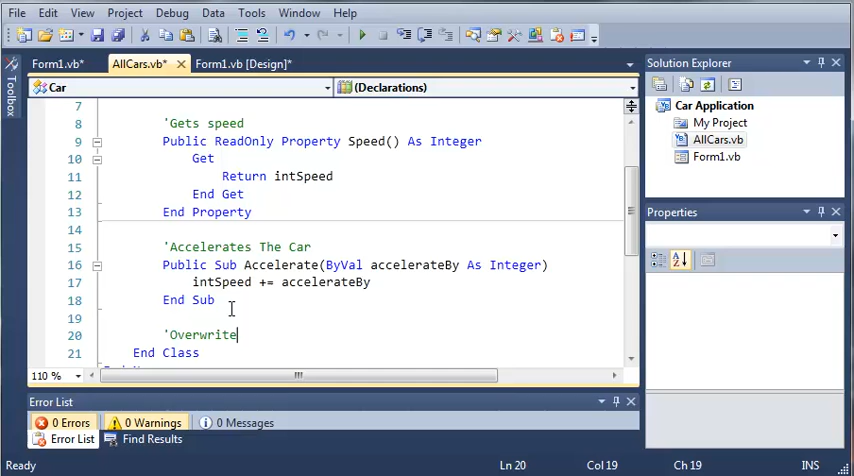 File Edit View Project Debug Data Tools Window Help
Form1.vb* AllCars.vb* Form1.vb [Design]*
Car (Declarations)
7
8 'Gets speed
9 Public ReadOnly Property Speed() As Integer
10 Get
11 Return intSpeed
12 End Get
13 End Property
14
15 'Accelerates The Car
16 Public Sub Accelerate(ByVal accelerateBy As Integer)
17 intSpeed += accelerateBy
18 End Sub
19
20 'Overwrite
21 End Class
110 %
Toolbox
Solution Explorer
Car Application
My Project
AllCars.vb
Form1.vb
Properties
Error List
0 Errors 0 Warnings 0 Messages
Error List Find Results
Ready Ln 20 Col 19 Ch 19 INS